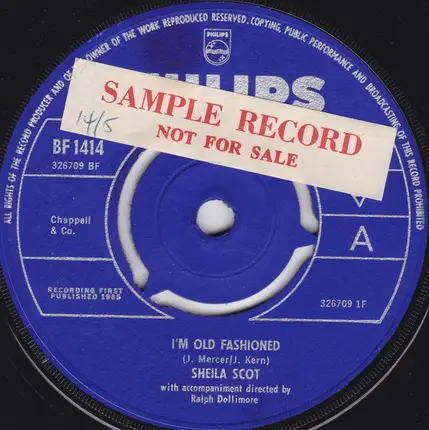 ALL RIGHTS OF THE RECORD PRODUCER AND OF THE OWNER OF THE WORK REPRODUCED RESERVED. COPYING, PUBLIC PERFORMANCE AND BROADCASTING OF THIS RECORD PROHIBITED
PHILIPS
PHILIPS
SAMPLE RECORD
NOT FOR SALE
14/5
BF 1414
326709 BF
Chappell
& Co.
A
RECORDING FIRST
PUBLISHED 1965
326709 1F
I'M OLD FASHIONED
(J. Mercer/J. Kern)
SHEILA SCOT
with accompaniment directed by
Ralph Dollimore